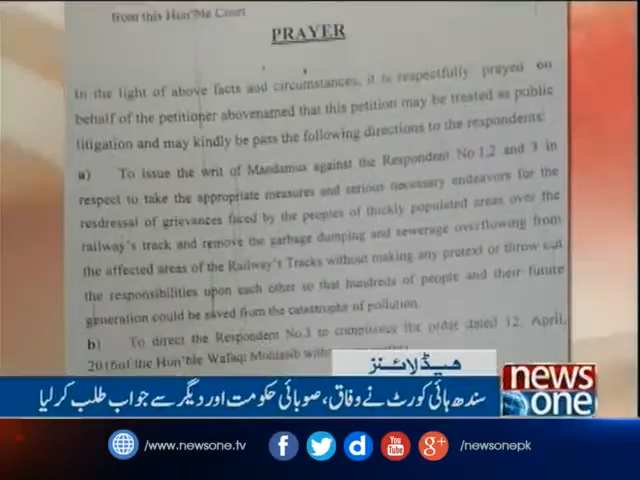 from this Hon'Me Court
PRAYER
In the light of above facts and circumstances, it is respectfully prayed on
behalf of the petitioner abovenamed that this petition may be treated as public
litigation and may kindly be pass the following directions to the respondents:
a) To issue the writ of Mandamus against the Respondent No.1,2 and 3 in
respect to take the appropriate measures and serious necessary endeavors for the
resdressal of grievances faced by the peoples of thickly populated areas over the
railway's track and remove the garbage dumping and sewerage overflowing from
the affected areas of the Railway's Tracks without making any pretext or throw out
the responsibilities upon each other so that hundreds of people and their future
generation could be saved from the catastrophe of pollution.
b) To direct the Respondent No.3 to compliance the order dated 12, April,
2016 of the Hon'ble Wafaqi Mohtasib
ہیڈلائنز
سندھ ہائی کورٹ نے وفاق، صوبائی حکومت اور دیگر سے جواب طلب کر لیا
news
one
/www.newsone.tv
/newsonepk